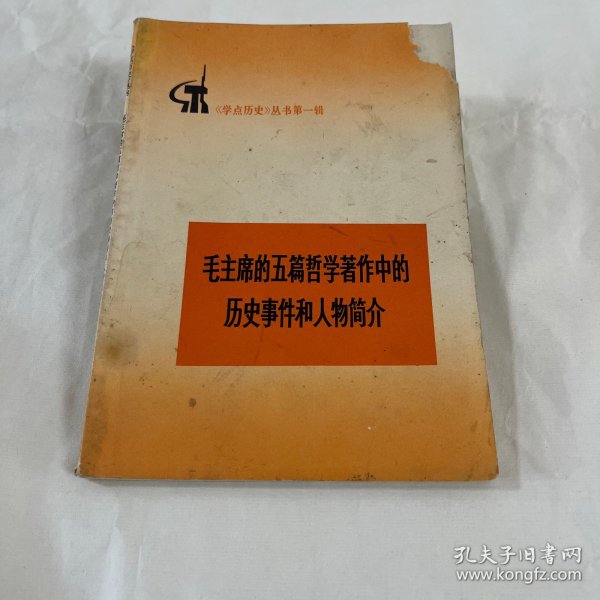 《学点历史》丛书第一辑
毛主席的五篇哲学著作中的
历史事件和人物简介
孔夫子旧书网
www.kongfz.com